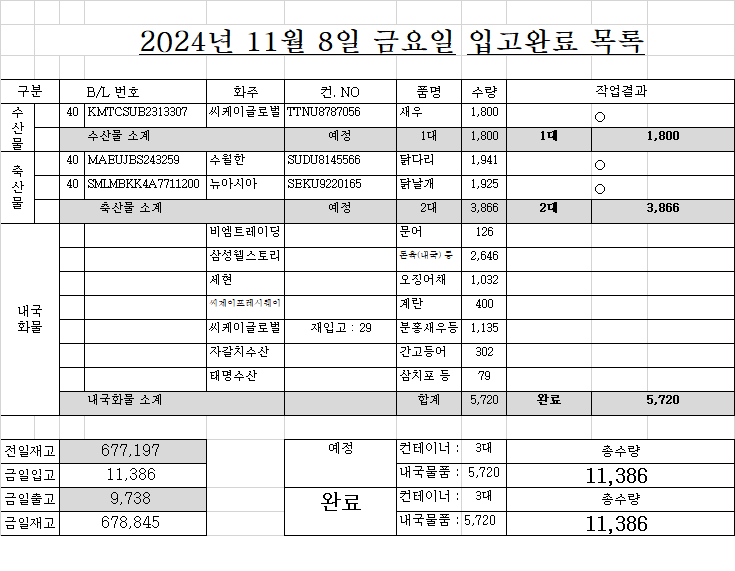 2024년 11월 8일 금요일 입고완료 목록
구분 B/L 번호 화주 컨. NO 품명 수량 작업결과
수산물 40 KMTCSUB2313307 씨케이글로벌 TTNU8787056 새우 1,800 ○
수산물 소계 예정 1대 1,800 1대 1,800
축산물 40 MAEUJBS243259 수월한 SUDU8145566 닭다리 1,941 ○
40 SMLMBKK4A7711200 뉴아시아 SEKU9220165 닭날개 1,925 ○
축산물 소계 예정 2대 3,866 2대 3,866
내국화물 비엠트레이딩 문어 126
삼성웰스토리 돈육(내국) 등 2,646
세현 오징어채 1,032
씨케이프레시웨이 계란 400
씨케이글로벌 재입고 : 29 분홍새우등 1,135
자갈치수산 간고등어 302
태명수산 삼치포 등 79
내국화물 소계 합계 5,720 완료 5,720
전일재고 677,197 예정 컨테이너 : 3대 총수량
금일입고 11,386 내국물품 : 5,720 11,386
금일출고 9,738 완료 컨테이너 : 3대 총수량
금일재고 678,845 내국물품 : 5,720 11,386